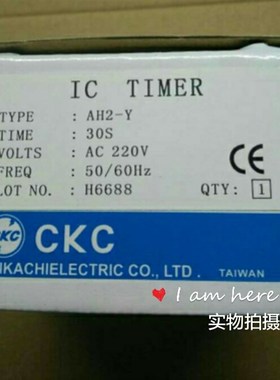 IC TIMER
TYPE : AH2-Y
TIME : 30S
VOLTS : AC 220V
FREQ : 50/60Hz
LOT NO. : H6688 QTY: 1
CE
CKC CKC
IKACHIELECTRIC CO., LTD. TAIWAN
I am here
实物拍摄